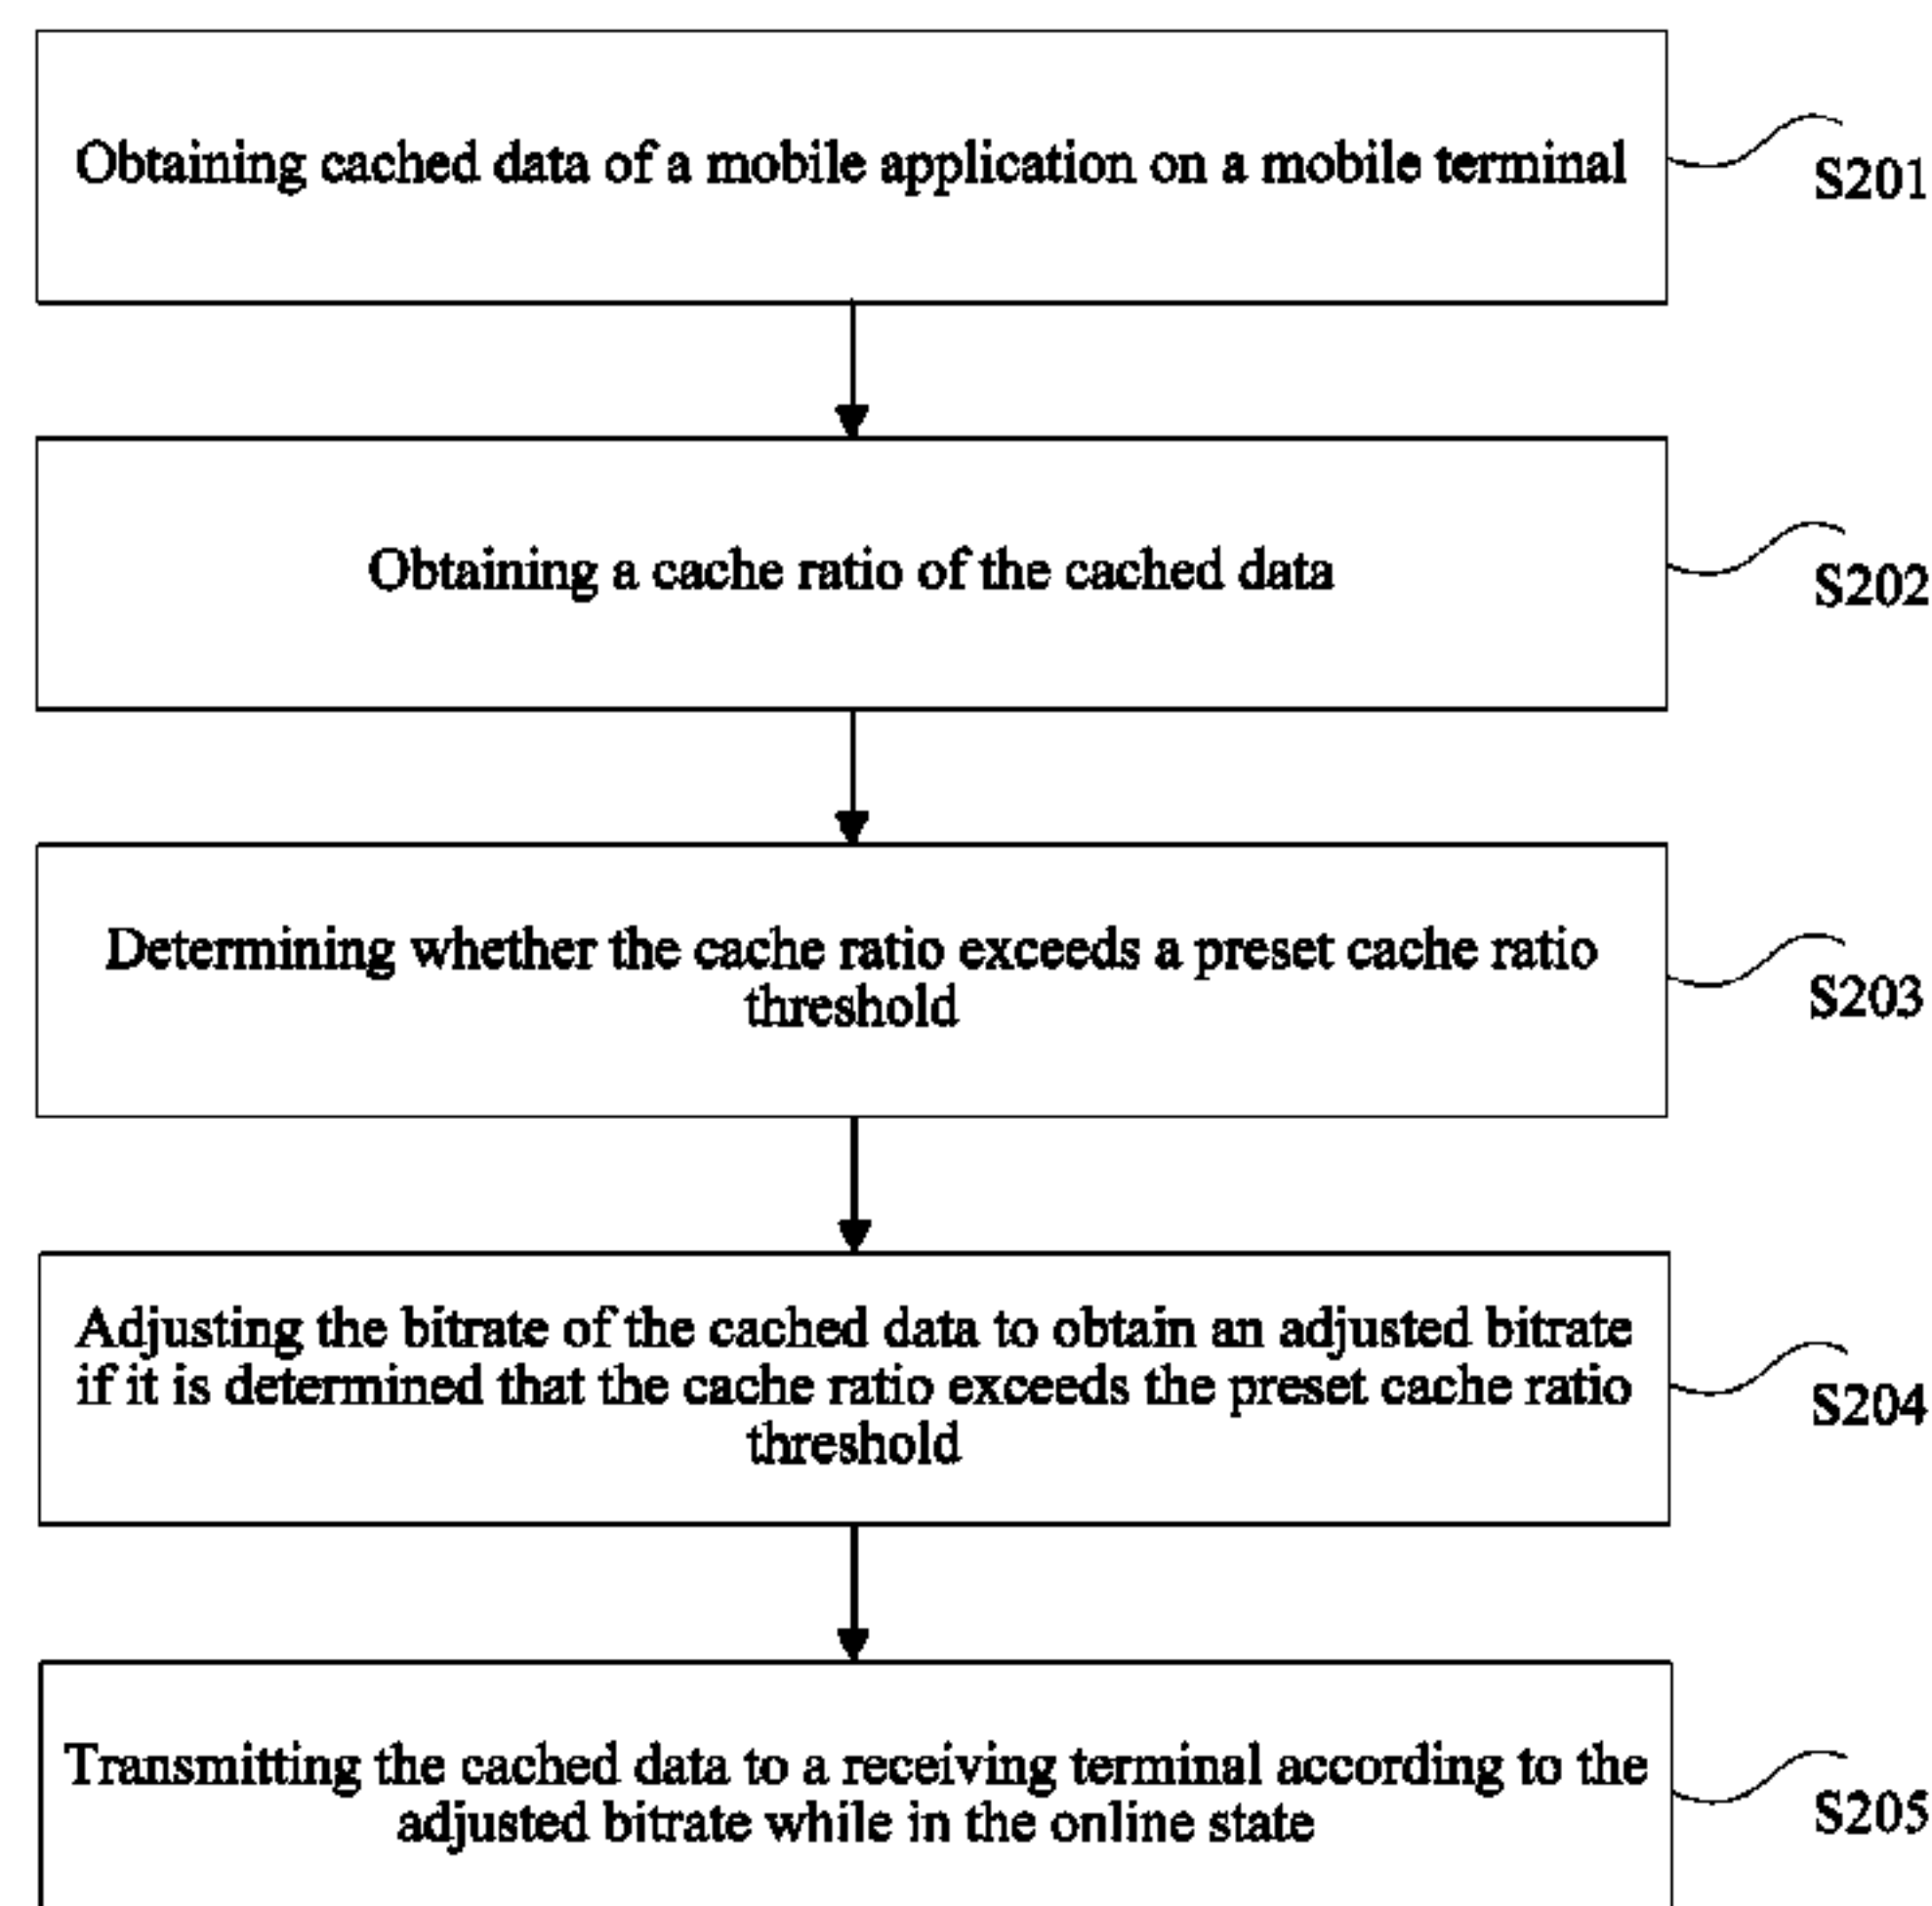 Obtaining cached data of a mobile application on a mobile terminal
S201
Obtaining a cache ratio of the cached data
S202
Determining whether the cache ratio exceeds a preset cache ratio
threshold
S203
Adjusting the bitrate of the cached data to obtain an adjusted bitrate
if it is determined that the cache ratio exceeds the preset cache ratio
threshold
S204
Transmitting the cached data to a receiving terminal according to the
adjusted bitrate while in the online state
S205